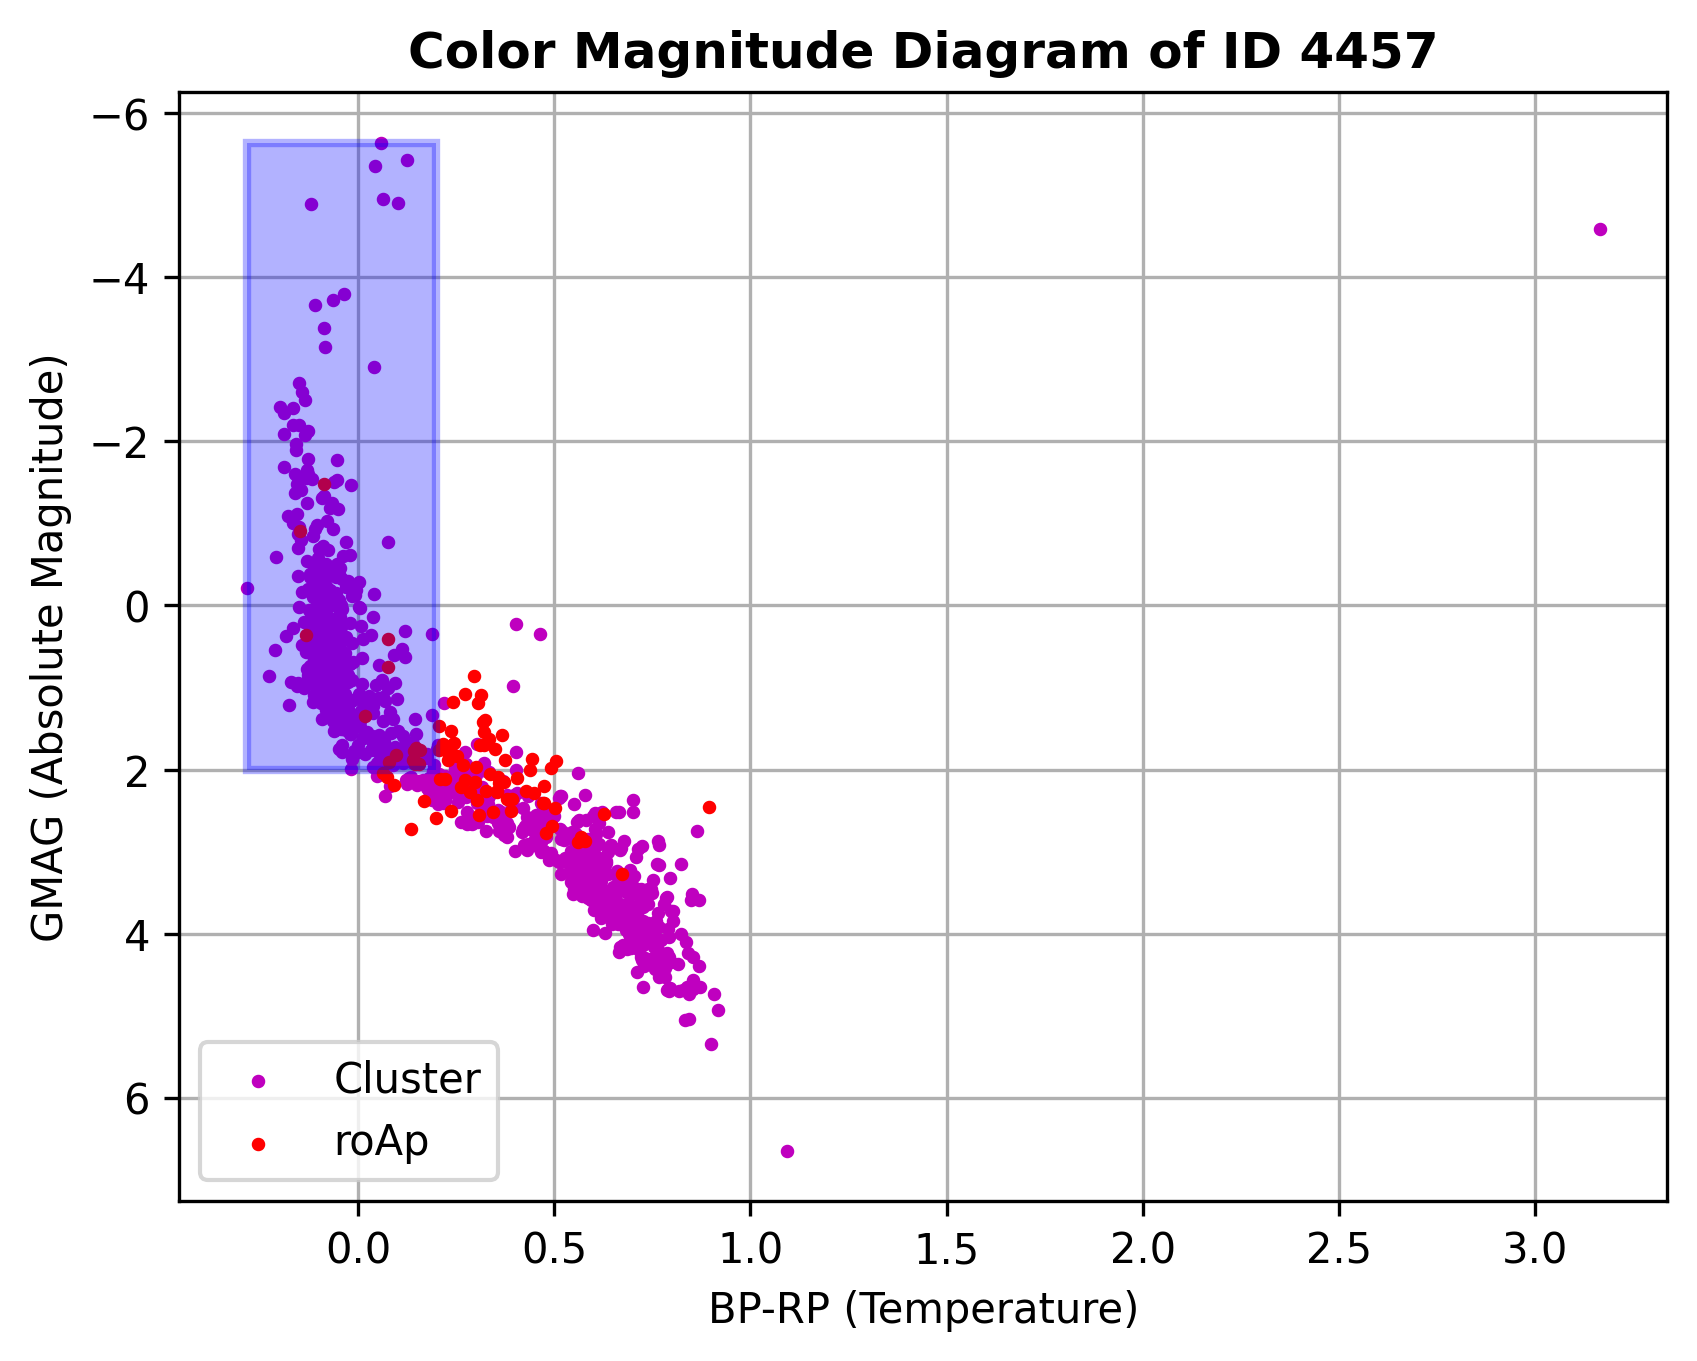 Color Magnitude Diagram of ID 4457
−6
−4
−2
0
2
4
6
GMAG (Absolute Magnitude)
Cluster
roAp
0.0 0.5 1.0 1.5 2.0 2.5 3.0
BP-RP (Temperature)